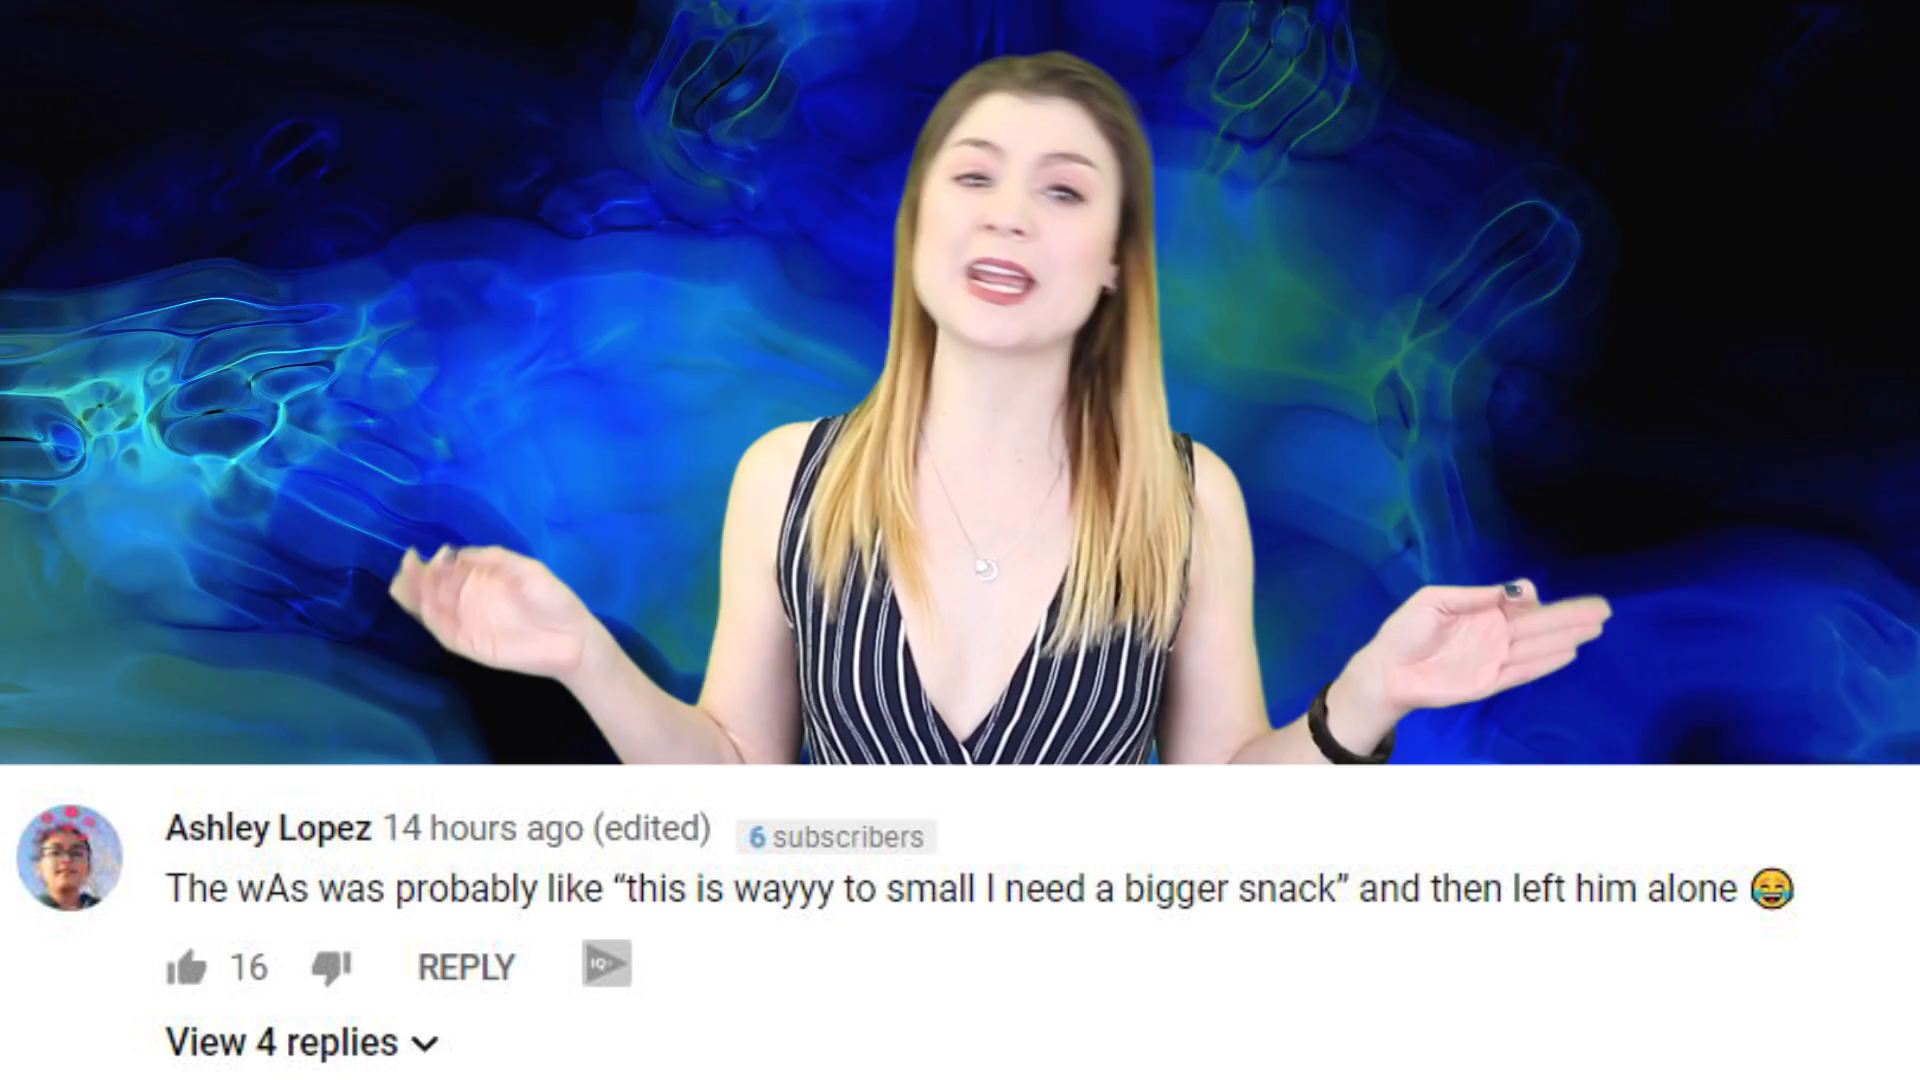 Ashley Lopez 14 hours ago (edited) 6 subscribers
The wAs was probably like “this is wayyy to small I need a bigger snack” and then left him alone 😂
16 REPLY IQ
View 4 replies